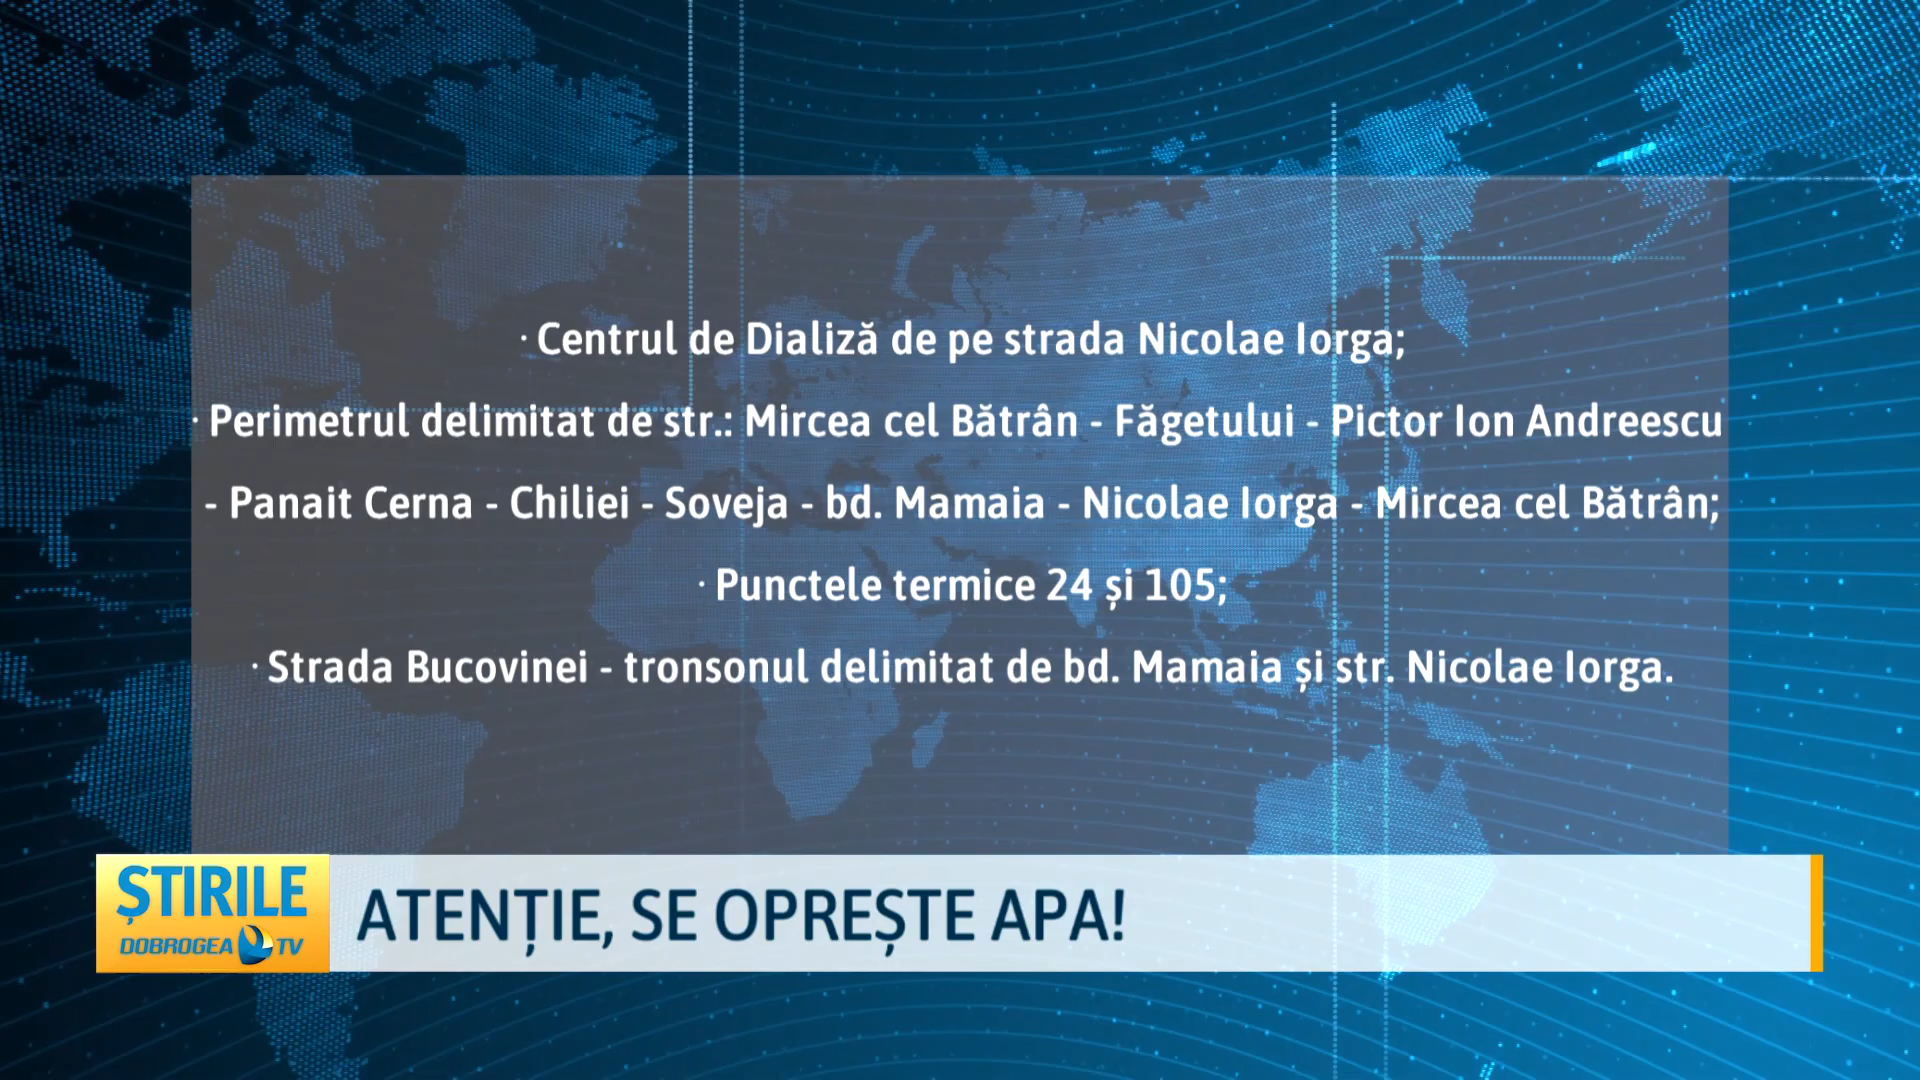 · Centrul de Dializă de pe strada Nicolae Iorga;
· Perimetrul delimitat de str.: Mircea cel Bătrân - Făgetului - Pictor Ion Andreescu
- Panait Cerna - Chiliei - Soveja - bd. Mamaia - Nicolae Iorga - Mircea cel Bătrân;
· Punctele termice 24 și 105;
· Strada Bucovinei - tronsonul delimitat de bd. Mamaia și str. Nicolae Iorga.
ȘTIRILE
DOBROGEA TV
ATENȚIE, SE OPREȘTE APA!